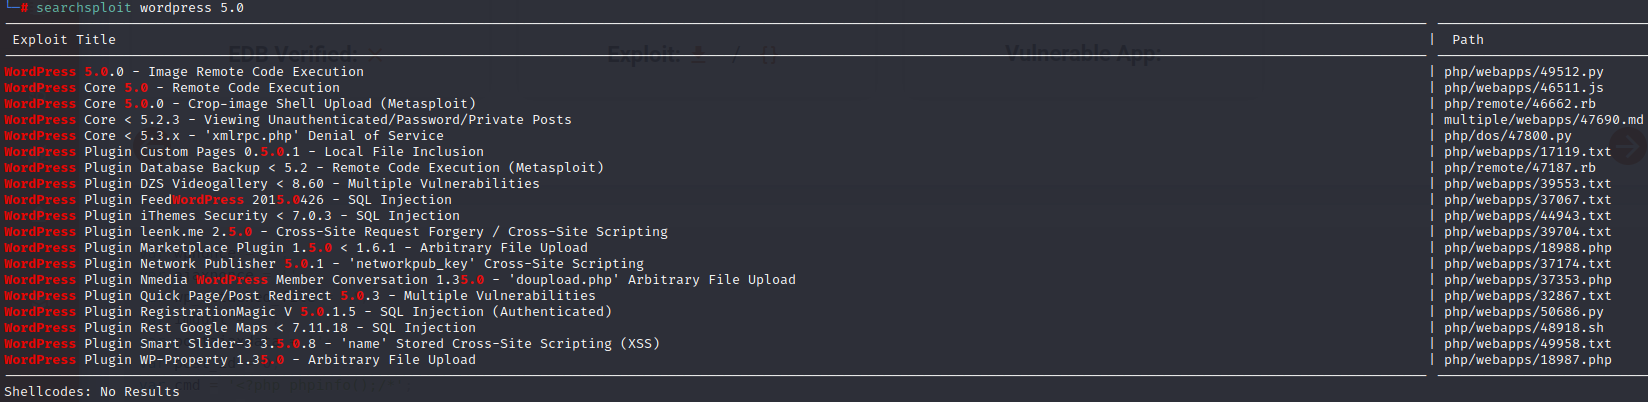 └─# searchsploit wordpress 5.0
Exploit Title | Path
EDB Verified: × Exploit: / {} Vulnerable App:
WordPress 5.0.0 - Image Remote Code Execution | php/webapps/49512.py
WordPress Core 5.0 - Remote Code Execution | php/webapps/46511.js
WordPress Core 5.0.0 - Crop-image Shell Upload (Metasploit) | php/remote/46662.rb
WordPress Core < 5.2.3 - Viewing Unauthenticated/Password/Private Posts | multiple/webapps/47690.md
WordPress Core < 5.3.x - 'xmlrpc.php' Denial of Service | php/dos/47800.py
WordPress Plugin Custom Pages 0.5.0.1 - Local File Inclusion | php/webapps/17119.txt
WordPress Plugin Database Backup < 5.2 - Remote Code Execution (Metasploit) | php/remote/47187.rb
WordPress Plugin DZS Videogallery < 8.60 - Multiple Vulnerabilities | php/webapps/39553.txt
WordPress Plugin FeedWordPress 2015.0426 - SQL Injection | php/webapps/37067.txt
WordPress Plugin iThemes Security < 7.0.3 - SQL Injection | php/webapps/44943.txt
WordPress Plugin leenk.me 2.5.0 - Cross-Site Request Forgery / Cross-Site Scripting | php/webapps/39704.txt
WordPress Plugin Marketplace Plugin 1.5.0 < 1.6.1 - Arbitrary File Upload | php/webapps/18988.php
WordPress Plugin Network Publisher 5.0.1 - 'networkpub_key' Cross-Site Scripting | php/webapps/37174.txt
WordPress Plugin Nmedia WordPress Member Conversation 1.35.0 - 'doupload.php' Arbitrary File Upload | php/webapps/37353.php
WordPress Plugin Quick Page/Post Redirect 5.0.3 - Multiple Vulnerabilities | php/webapps/32867.txt
WordPress Plugin RegistrationMagic V 5.0.1.5 - SQL Injection (Authenticated) | php/webapps/50686.py
WordPress Plugin Rest Google Maps < 7.11.18 - SQL Injection | php/webapps/48918.sh
WordPress Plugin Smart Slider-3 3.5.0.8 - 'name' Stored Cross-Site Scripting (XSS) | php/webapps/49958.txt
WordPress Plugin WP-Property 1.35.0 - Arbitrary File Upload | php/webapps/18987.php
Shellcodes: No Results